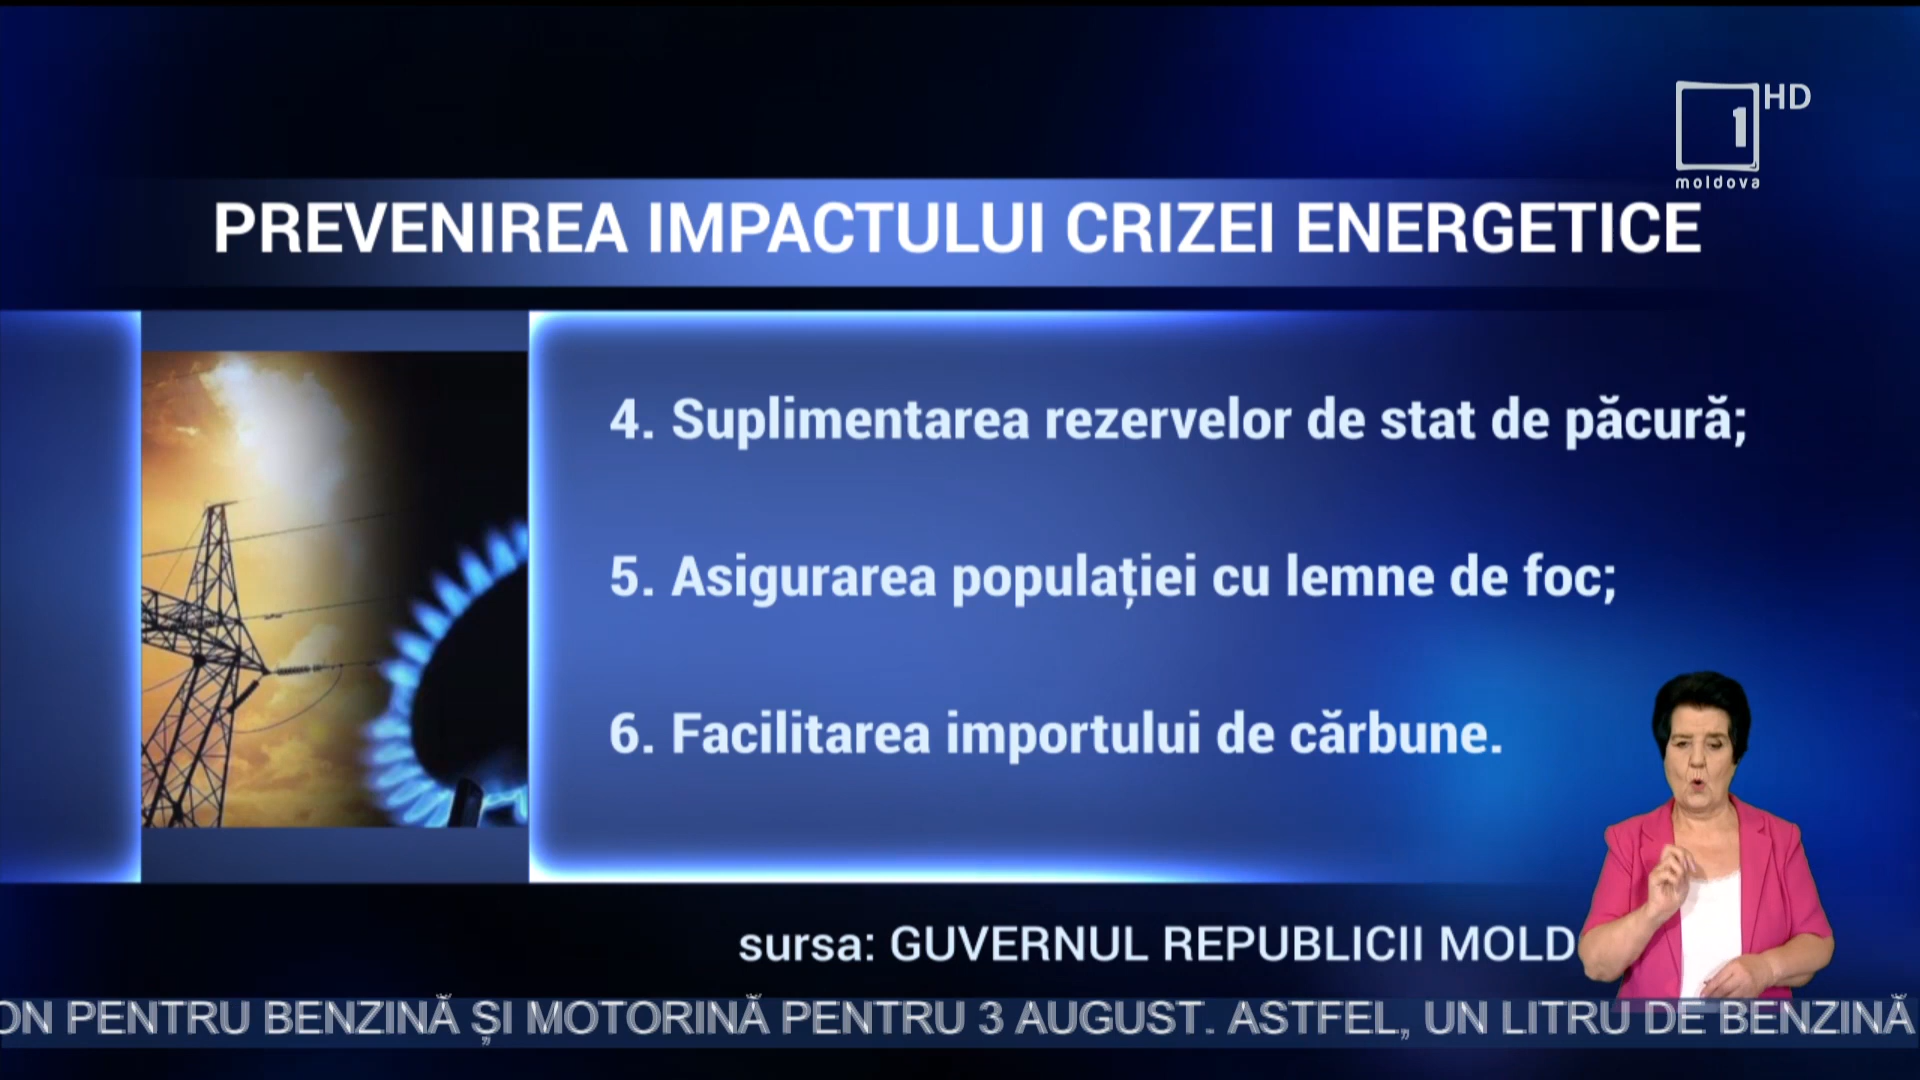 HD
1
moldova
PREVENIREA IMPACTULUI CRIZEI ENERGETICE
4. Suplimentarea rezervelor de stat de păcură;
5. Asigurarea populației cu lemne de foc;
6. Facilitarea importului de cărbune.
sursa: GUVERNUL REPUBLICII MOLD
ON PENTRU BENZINĂ ȘI MOTORINĂ PENTRU 3 AUGUST. ASTFEL, UN LITRU DE BENZINĂ